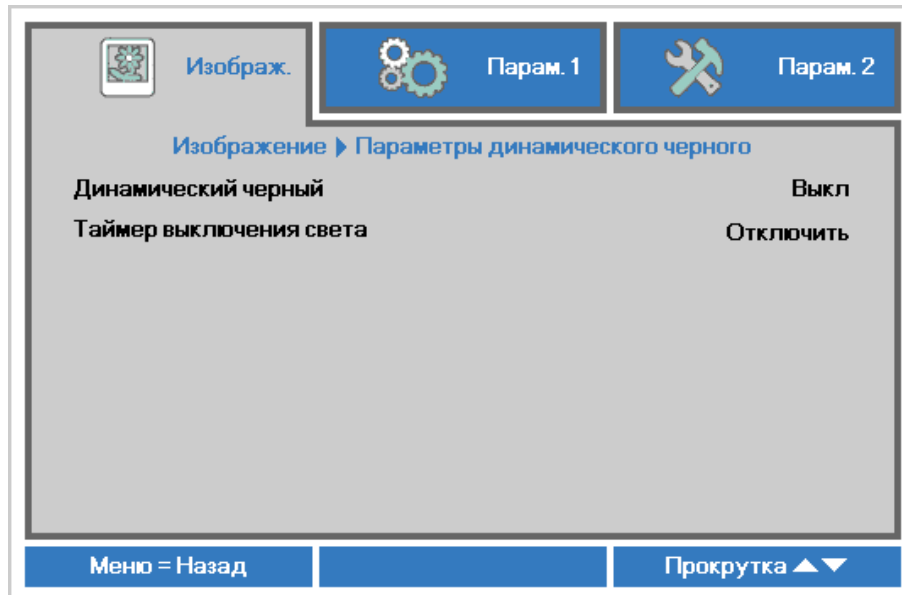 Изображ.
Парам. 1
Парам. 2
Изображение ▶ Параметры динамического черного
Динамический черный
Выкл
Таймер выключения света
Отключить
Меню = Назад
Прокрутка ▲▼